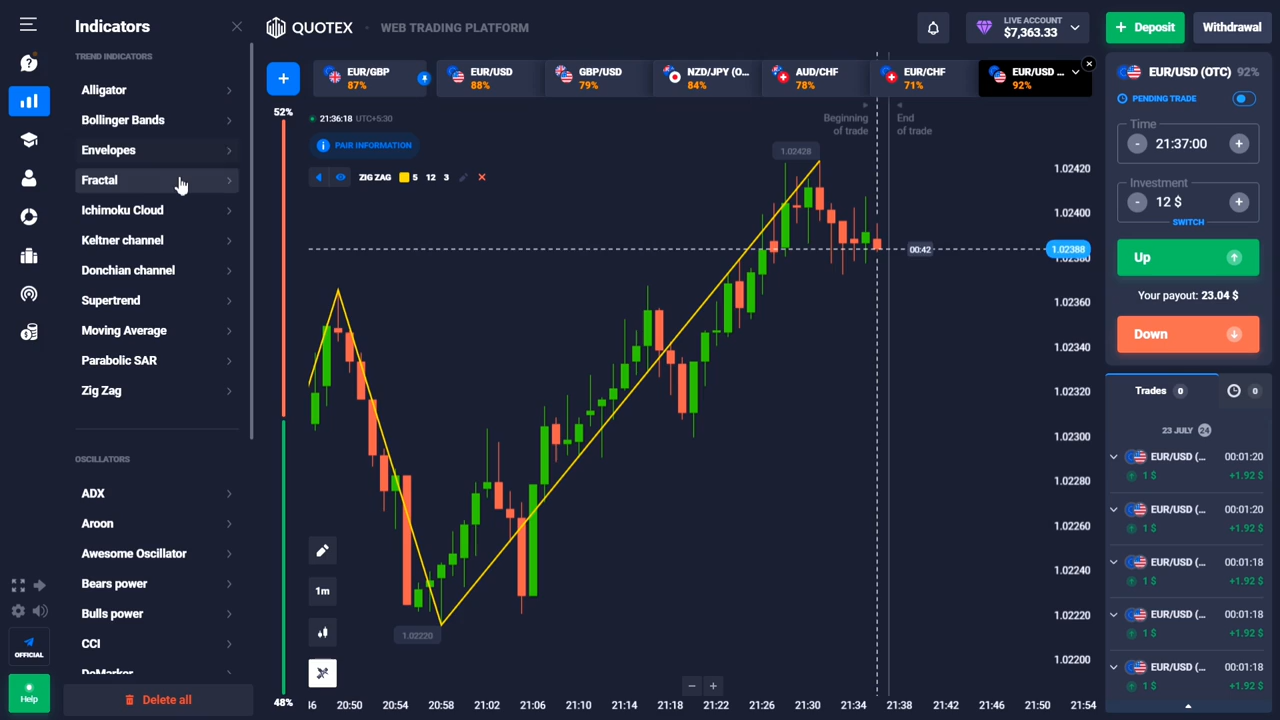 Indicators
TREND INDICATORS
Alligator
Bollinger Bands
Envelopes
Fractal
Ichimoku Cloud
Keltner channel
Donchian channel
Supertrend
Moving Average
Parabolic SAR
Zig Zag
OSCILLATORS
ADX
Aroon
Awesome Oscillator
Bears power
Bulls power
CCI
DeMarker
Delete all
OFFICIAL
Help
QUOTEX • WEB TRADING PLATFORM
LIVE ACCOUNT
$7,363.33
+ Deposit
Withdrawal
+
EUR/GBP
87%
EUR/USD
88%
GBP/USD
79%
NZD/JPY (O...
84%
AUD/CHF
78%
EUR/CHF
71%
EUR/USD ...
92%
52%
48%
21:36:18 UTC+5:30
PAIR INFORMATION
ZIG ZAG 5 12 3
Beginning
of trade
End
of trade
1.02428
1.02220
00:42
1m
1.02420
1.02400
1.02388
1.02380
1.02360
1.02340
1.02320
1.02300
1.02280
1.02260
1.02240
1.02220
1.02200
- +
46 20:50 20:54 20:58 21:02 21:06 21:10 21:14 21:18 21:22 21:26 21:30 21:34 21:38 21:42 21:46 21:50 21:54
EUR/USD (OTC) 92%
PENDING TRADE
Time
- 21:37:00 +
Investment
- 12 $ +
SWITCH
Up
Your payout: 23.04 $
Down
Trades 0
0
23 JULY 24
EUR/USD (... 00:01:20
1 $ +1.92 $
EUR/USD (... 00:01:20
1 $ +1.92 $
EUR/USD (... 00:01:18
1 $ +1.92 $
EUR/USD (... 00:01:18
1 $ +1.92 $
EUR/USD (... 00:01:18
1 $ +1.92 $